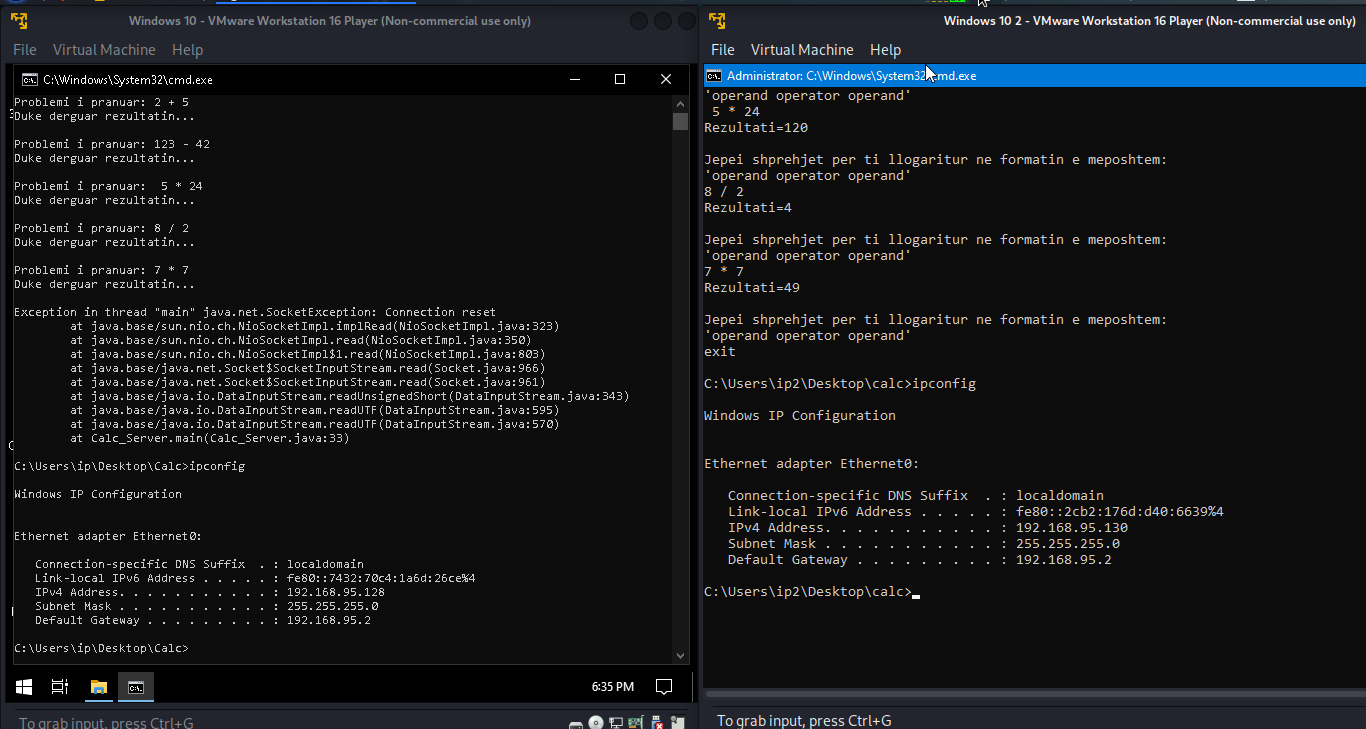 Windows 10 - VMware Workstation 16 Player (Non-commercial use only)
File Virtual Machine Help
C:\Windows\System32\cmd.exe
Problemi i pranuar: 2 + 5
Duke derguar rezultatin...
Problemi i pranuar: 123 - 42
Duke derguar rezultatin...
Problemi i pranuar:  5 * 24
Duke derguar rezultatin...
Problemi i pranuar: 8 / 2
Duke derguar rezultatin...
Problemi i pranuar: 7 * 7
Duke derguar rezultatin...
Exception in thread "main" java.net.SocketException: Connection reset
at java.base/sun.nio.ch.NioSocketImpl.implRead(NioSocketImpl.java:323)
at java.base/sun.nio.ch.NioSocketImpl.read(NioSocketImpl.java:350)
at java.base/sun.nio.ch.NioSocketImpl$1.read(NioSocketImpl.java:803)
at java.base/java.net.Socket$SocketInputStream.read(Socket.java:966)
at java.base/java.net.Socket$SocketInputStream.read(Socket.java:961)
at java.base/java.io.DataInputStream.readUnsignedShort(DataInputStream.java:343)
at java.base/java.io.DataInputStream.readUTF(DataInputStream.java:595)
at java.base/java.io.DataInputStream.readUTF(DataInputStream.java:570)
at Calc_Server.main(Calc_Server.java:33)
C:\Users\ip\Desktop\Calc>ipconfig
Windows IP Configuration
Ethernet adapter Ethernet0:
Connection-specific DNS Suffix  . : localdomain
Link-local IPv6 Address . . . . . : fe80::7432:70c4:1a6d:26ce%4
IPv4 Address. . . . . . . . . . . : 192.168.95.128
Subnet Mask . . . . . . . . . . . : 255.255.255.0
Default Gateway . . . . . . . . . : 192.168.95.2
C:\Users\ip\Desktop\Calc>
6:35 PM
To grab input, press Ctrl+G
Windows 10 2 - VMware Workstation 16 Player (Non-commercial use only)
File Virtual Machine Help
Administrator: C:\Windows\System32\cmd.exe
'operand operator operand'
5 * 24
Rezultati=120
Jepei shprehjet per ti llogaritur ne formatin e meposhtem:
'operand operator operand'
8 / 2
Rezultati=4
Jepei shprehjet per ti llogaritur ne formatin e meposhtem:
'operand operator operand'
7 * 7
Rezultati=49
Jepei shprehjet per ti llogaritur ne formatin e meposhtem:
'operand operator operand'
exit
C:\Users\ip2\Desktop\calc>ipconfig
Windows IP Configuration
Ethernet adapter Ethernet0:
Connection-specific DNS Suffix  . : localdomain
Link-local IPv6 Address . . . . . : fe80::2cb2:176d:d40:6639%4
IPv4 Address. . . . . . . . . . . : 192.168.95.130
Subnet Mask . . . . . . . . . . . : 255.255.255.0
Default Gateway . . . . . . . . . : 192.168.95.2
C:\Users\ip2\Desktop\calc>
To grab input, press Ctrl+G